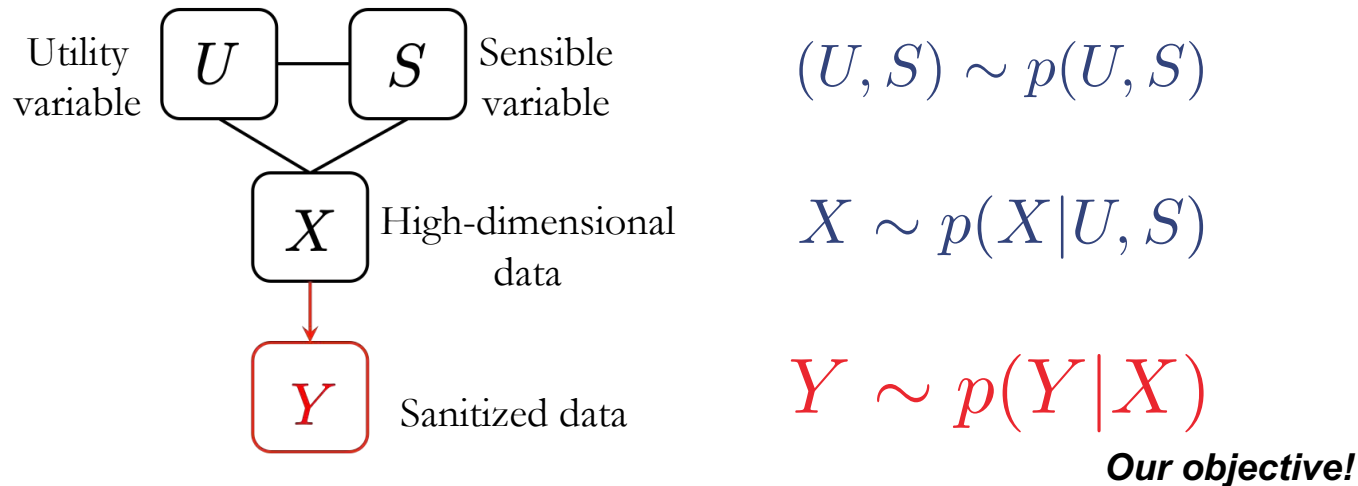 Utility
variable
U
S
Sensible
variable
(U, S) ∼ p(U, S)
X
High-dimensional
data
X ∼ p(X|U, S)
Y
Sanitized data
Y ∼ p(Y|X)
Our objective!